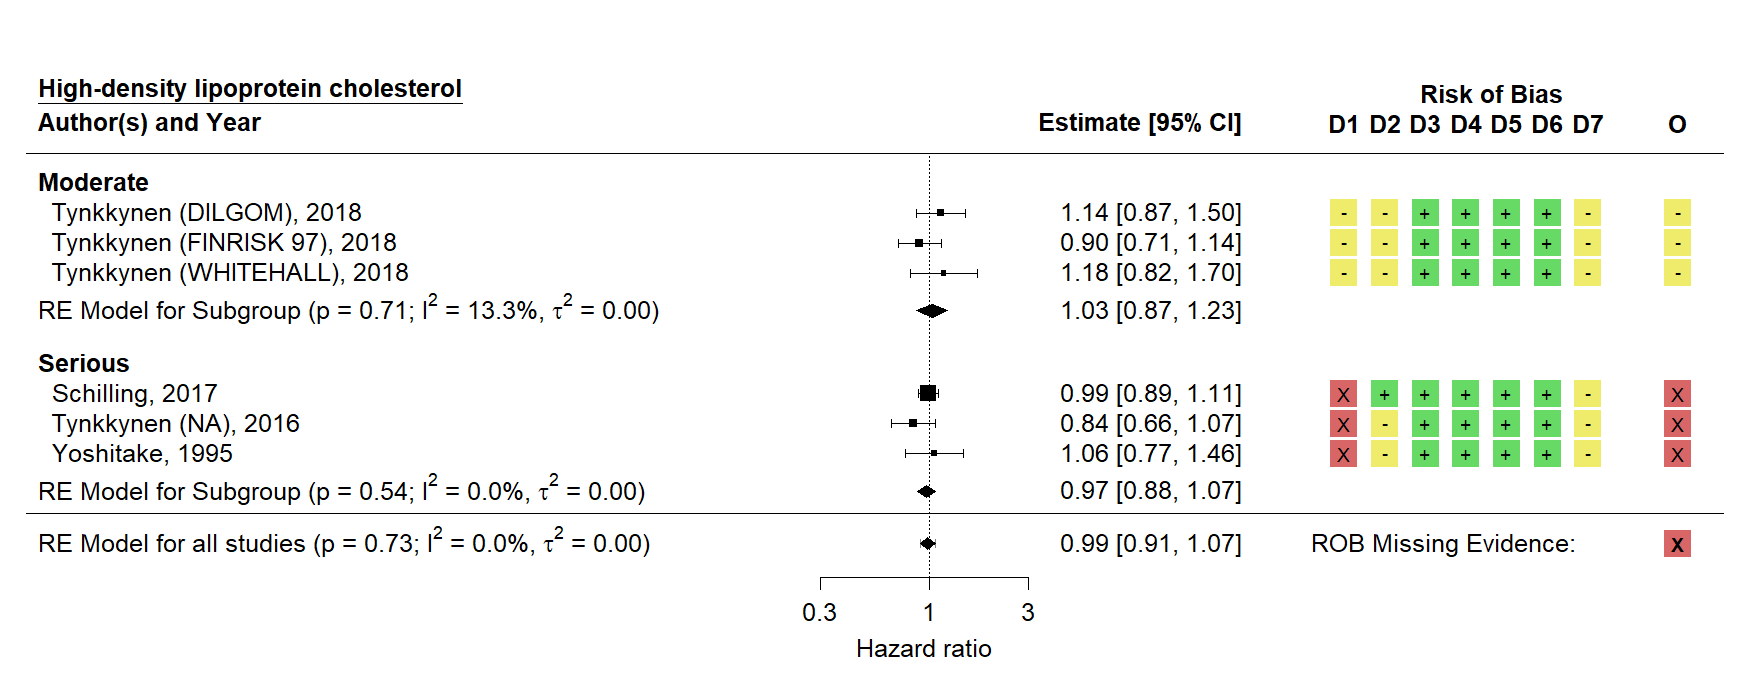 High-density lipoprotein cholesterol
Risk of Bias
Author(s) and Year Estimate [95% CI] D1 D2 D3 D4 D5 D6 D7 O
Moderate
Tynkkynen (DILGOM), 2018 1.14 [0.87, 1.50] - - + + + + - -
Tynkkynen (FINRISK 97), 2018 0.90 [0.71, 1.14] - - + + + + - -
Tynkkynen (WHITEHALL), 2018 1.18 [0.82, 1.70] - - + + + + - -
RE Model for Subgroup (p = 0.71; I² = 13.3%, τ² = 0.00) 1.03 [0.87, 1.23]
Serious
Schilling, 2017 0.99 [0.89, 1.11] X + + + + + - X
Tynkkynen (NA), 2016 0.84 [0.66, 1.07] X - + + + + - X
Yoshitake, 1995 1.06 [0.77, 1.46] X - + + + + - X
RE Model for Subgroup (p = 0.54; I² = 0.0%, τ² = 0.00) 0.97 [0.88, 1.07]
RE Model for all studies (p = 0.73; I² = 0.0%, τ² = 0.00) 0.99 [0.91, 1.07] ROB Missing Evidence: X
0.3 1 3
Hazard ratio